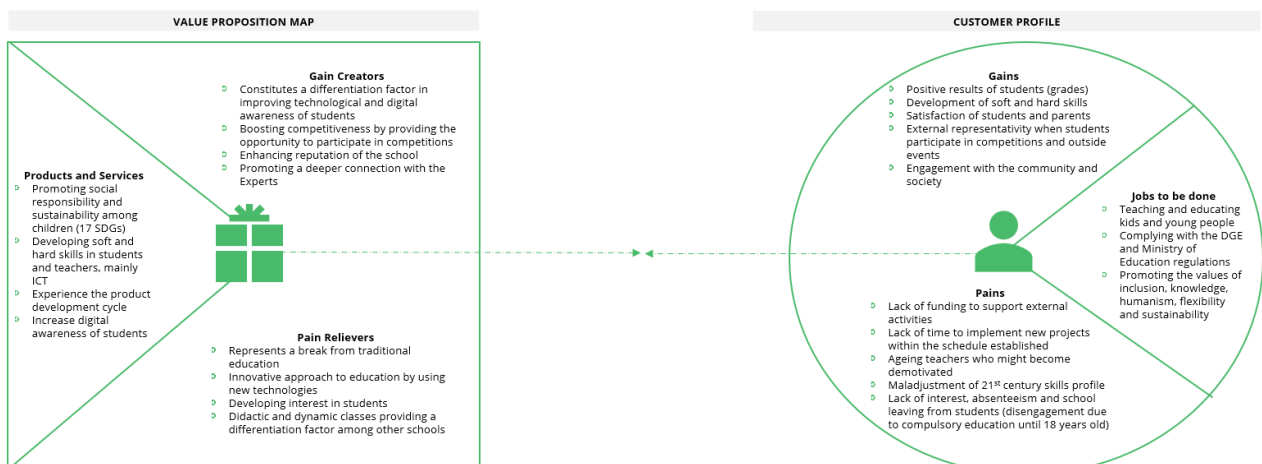 VALUE PROPOSITION MAP
Gain Creators
Constitutes a differentiation factor in
improving technological and digital
awareness of students
Boosting competitiveness by providing the
opportunity to participate in competitions
Enhancing reputation of the school
Promoting a deeper connection with the
Experts
Products and Services
Promoting social
responsibility and
sustainability among
children (17 SDGs)
Developing soft and
hard skills in students
and teachers, mainly
ICT
Experience the product
development cycle
Increase digital
awareness of students
Pain Relievers
Represents a break from traditional
education
Innovative approach to education by using
new technologies
Developing interest in students
Didactic and dynamic classes providing a
differentiation factor among other schools
CUSTOMER PROFILE
Gains
Positive results of students (grades)
Development of soft and hard skills
Satisfaction of students and parents
External representativity when students
participate in competitions and outside
events
Engagement with the community and
society
Jobs to be done
Teaching and educating
kids and young people
Complying with the DGE
and Ministry of
Education regulations
Promoting the values of
inclusion, knowledge,
humanism, flexibility
and sustainability
Pains
Lack of funding to support external
activities
Lack of time to implement new projects
within the schedule established
Ageing teachers who might become
demotivated
Maladjustment of 21st century skills profile
Lack of interest, absenteeism and school
leaving from students (disengagement due
to compulsory education until 18 years old)